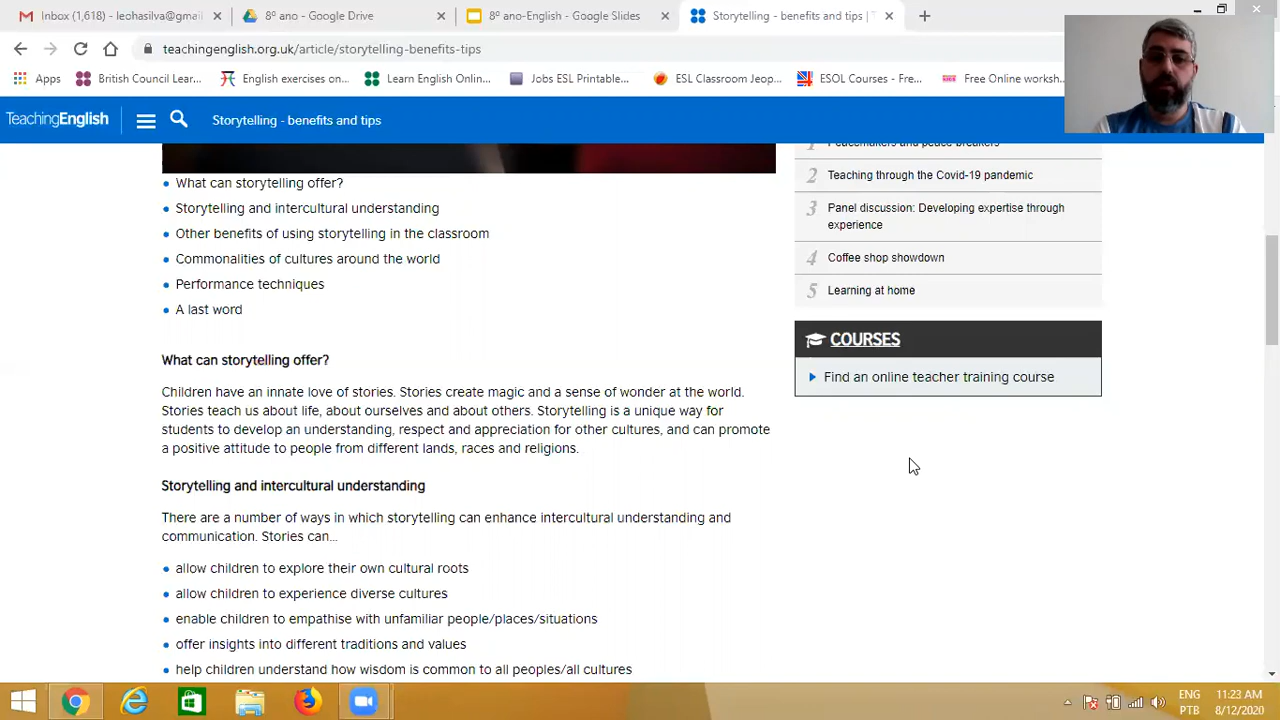 Inbox (1,618) - leohasilva@gmai
8º ano - Google Drive
8º ano-English - Google Slides
Storytelling - benefits and tips | T
teachingenglish.org.uk/article/storytelling-benefits-tips
Apps
British Council Lear...
English exercises on...
Learn English Onlin...
Jobs ESL Printable...
ESL Classroom Jeop...
ESOL Courses - Fre...
Free Online worksh...
TeachingEnglish
Storytelling - benefits and tips
What can storytelling offer?
Storytelling and intercultural understanding
Other benefits of using storytelling in the classroom
Commonalities of cultures around the world
Performance techniques
A last word
What can storytelling offer?
Children have an innate love of stories. Stories create magic and a sense of wonder at the world.
Stories teach us about life, about ourselves and about others. Storytelling is a unique way for
students to develop an understanding, respect and appreciation for other cultures, and can promote
a positive attitude to people from different lands, races and religions.
Storytelling and intercultural understanding
There are a number of ways in which storytelling can enhance intercultural understanding and
communication. Stories can...
allow children to explore their own cultural roots
allow children to experience diverse cultures
enable children to empathise with unfamiliar people/places/situations
offer insights into different traditions and values
help children understand how wisdom is common to all peoples/all cultures
1 Peacemakers and peace breakers
2 Teaching through the Covid-19 pandemic
3 Panel discussion: Developing expertise through
experience
4 Coffee shop showdown
5 Learning at home
COURSES
Find an online teacher training course
ENG
PTB
11:23 AM
8/12/2020